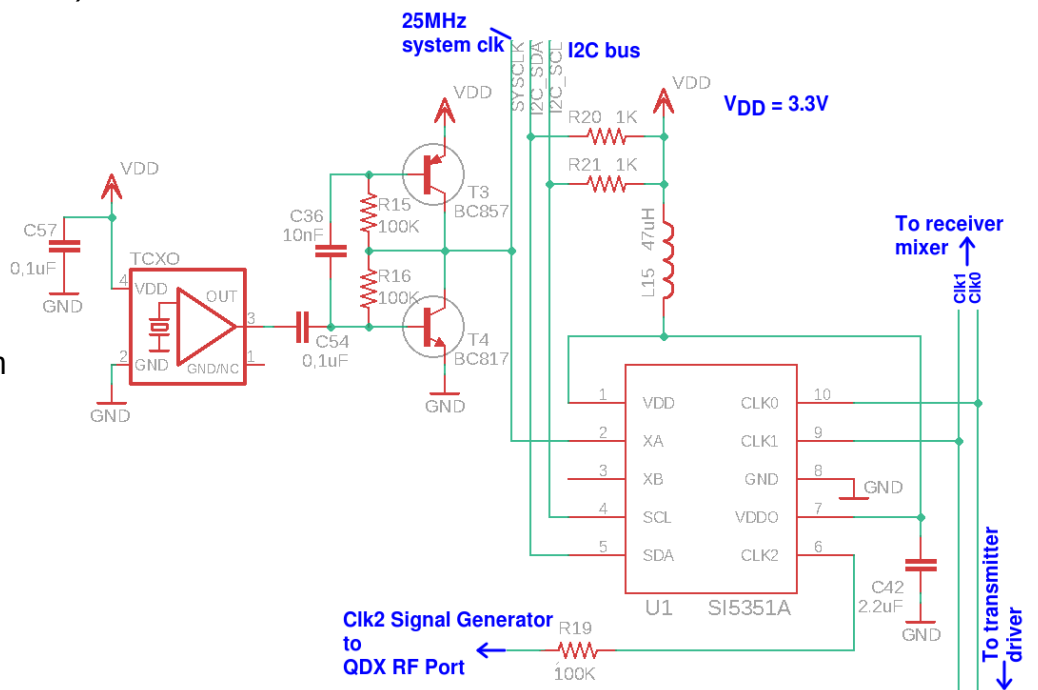 25MHz
system clk
SYSCLK
I2C_SDA
I2C_SCL
I2C bus
VDD
VDD
VDD = 3.3V
R20 1K
R21 1K
VDD
T3
BC857
C36
10nF
R15
100K
C57
0,1uF
GND
TCXO
4
VDD
OUT
3
2
GND
GND/NC
1
GND
R16
100K
C54
0,1uF
T4
BC817
GND
L15
47uH
To receiver
mixer
Clk1
Clk0
1
VDD
CLK0
10
2
XA
CLK1
9
3
XB
GND
8
GND
4
SCL
VDDO
7
5
SDA
CLK2
6
U1
SI5351A
C42
2.2uF
GND
Clk2 Signal Generator
to
QDX RF Port
R19
100K
To transmitter
driver